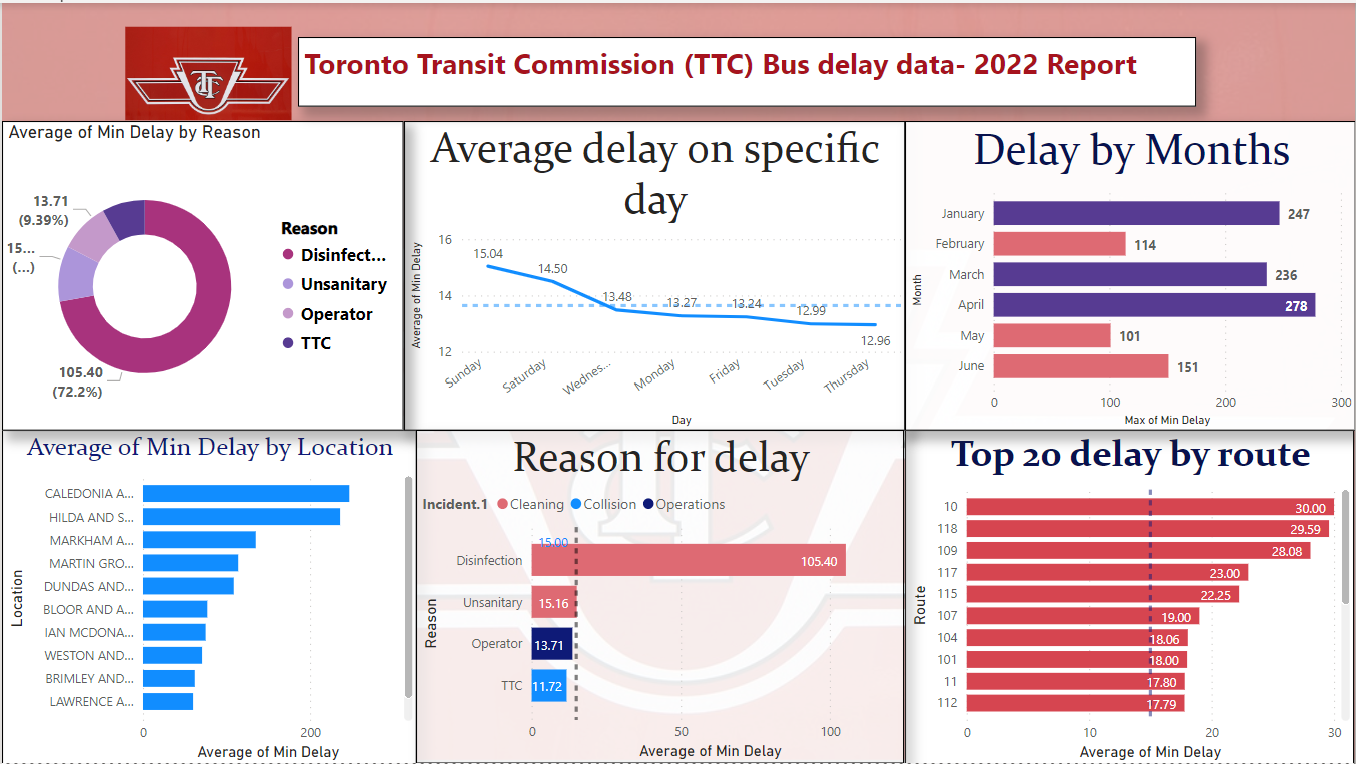 Toronto Transit Commission (TTC) Bus delay data- 2022 Report
Average of Min Delay by Reason
13.71
(9.39%)
15...
(...)
105.40
(72.2%)
Reason
Disinfect...
Unsanitary
Operator
TTC
Average delay on specific
day
Average of Min Delay
16
14
12
15.04
14.50
13.48
13.27
13.24
12.99
12.96
Sunday
Saturday
Wednes...
Monday
Friday
Tuesday
Thursday
Day
Delay by Months
Month
January 247
February 114
March 236
April 278
May 101
June 151
0 100 200 300
Max of Min Delay
Average of Min Delay by Location
Location
CALEDONIA A...
HILDA AND S...
MARKHAM A...
MARTIN GRO...
DUNDAS AND...
BLOOR AND A...
IAN MCDONA...
WESTON AND...
BRIMLEY AND...
LAWRENCE A...
0 200
Average of Min Delay
Reason for delay
Incident.1 Cleaning Collision Operations
15.00
Reason
Disinfection 105.40
Unsanitary 15.16
Operator 13.71
TTC 11.72
0 50 100
Average of Min Delay
Top 20 delay by route
Route
10 30.00
118 29.59
109 28.08
117 23.00
115 22.25
107 19.00
104 18.06
101 18.00
11 17.80
112 17.79
0 10 20 30
Average of Min Delay